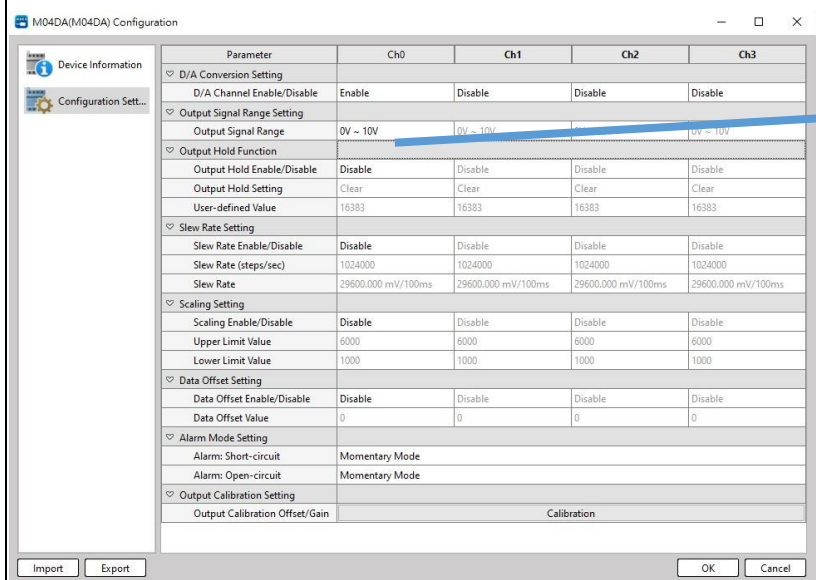 M04DA(M04DA) Configuration
Device Information
Configuration Sett...
Parameter Ch0 Ch1 Ch2 Ch3
D/A Conversion Setting
D/A Channel Enable/Disable Enable Disable Disable Disable
Output Signal Range Setting
Output Signal Range 0V ~ 10V 0V ~ 10V 0V ~ 10V
Output Hold Function
Output Hold Enable/Disable Disable Disable Disable Disable
Output Hold Setting Clear Clear Clear Clear
User-defined Value 16383 16383 16383 16383
Slew Rate Setting
Slew Rate Enable/Disable Disable Disable Disable Disable
Slew Rate (steps/sec) 1024000 1024000 1024000 1024000
Slew Rate 29600.000 mV/100ms 29600.000 mV/100ms 29600.000 mV/100ms 29600.000 mV/100ms
Scaling Setting
Scaling Enable/Disable Disable Disable Disable Disable
Upper Limit Value 6000 6000 6000 6000
Lower Limit Value 1000 1000 1000 1000
Data Offset Setting
Data Offset Enable/Disable Disable Disable Disable Disable
Data Offset Value 0 0 0 0
Alarm Mode Setting
Alarm: Short-circuit Momentary Mode
Alarm: Open-circuit Momentary Mode
Output Calibration Setting
Output Calibration Offset/Gain Calibration
Import Export OK Cancel